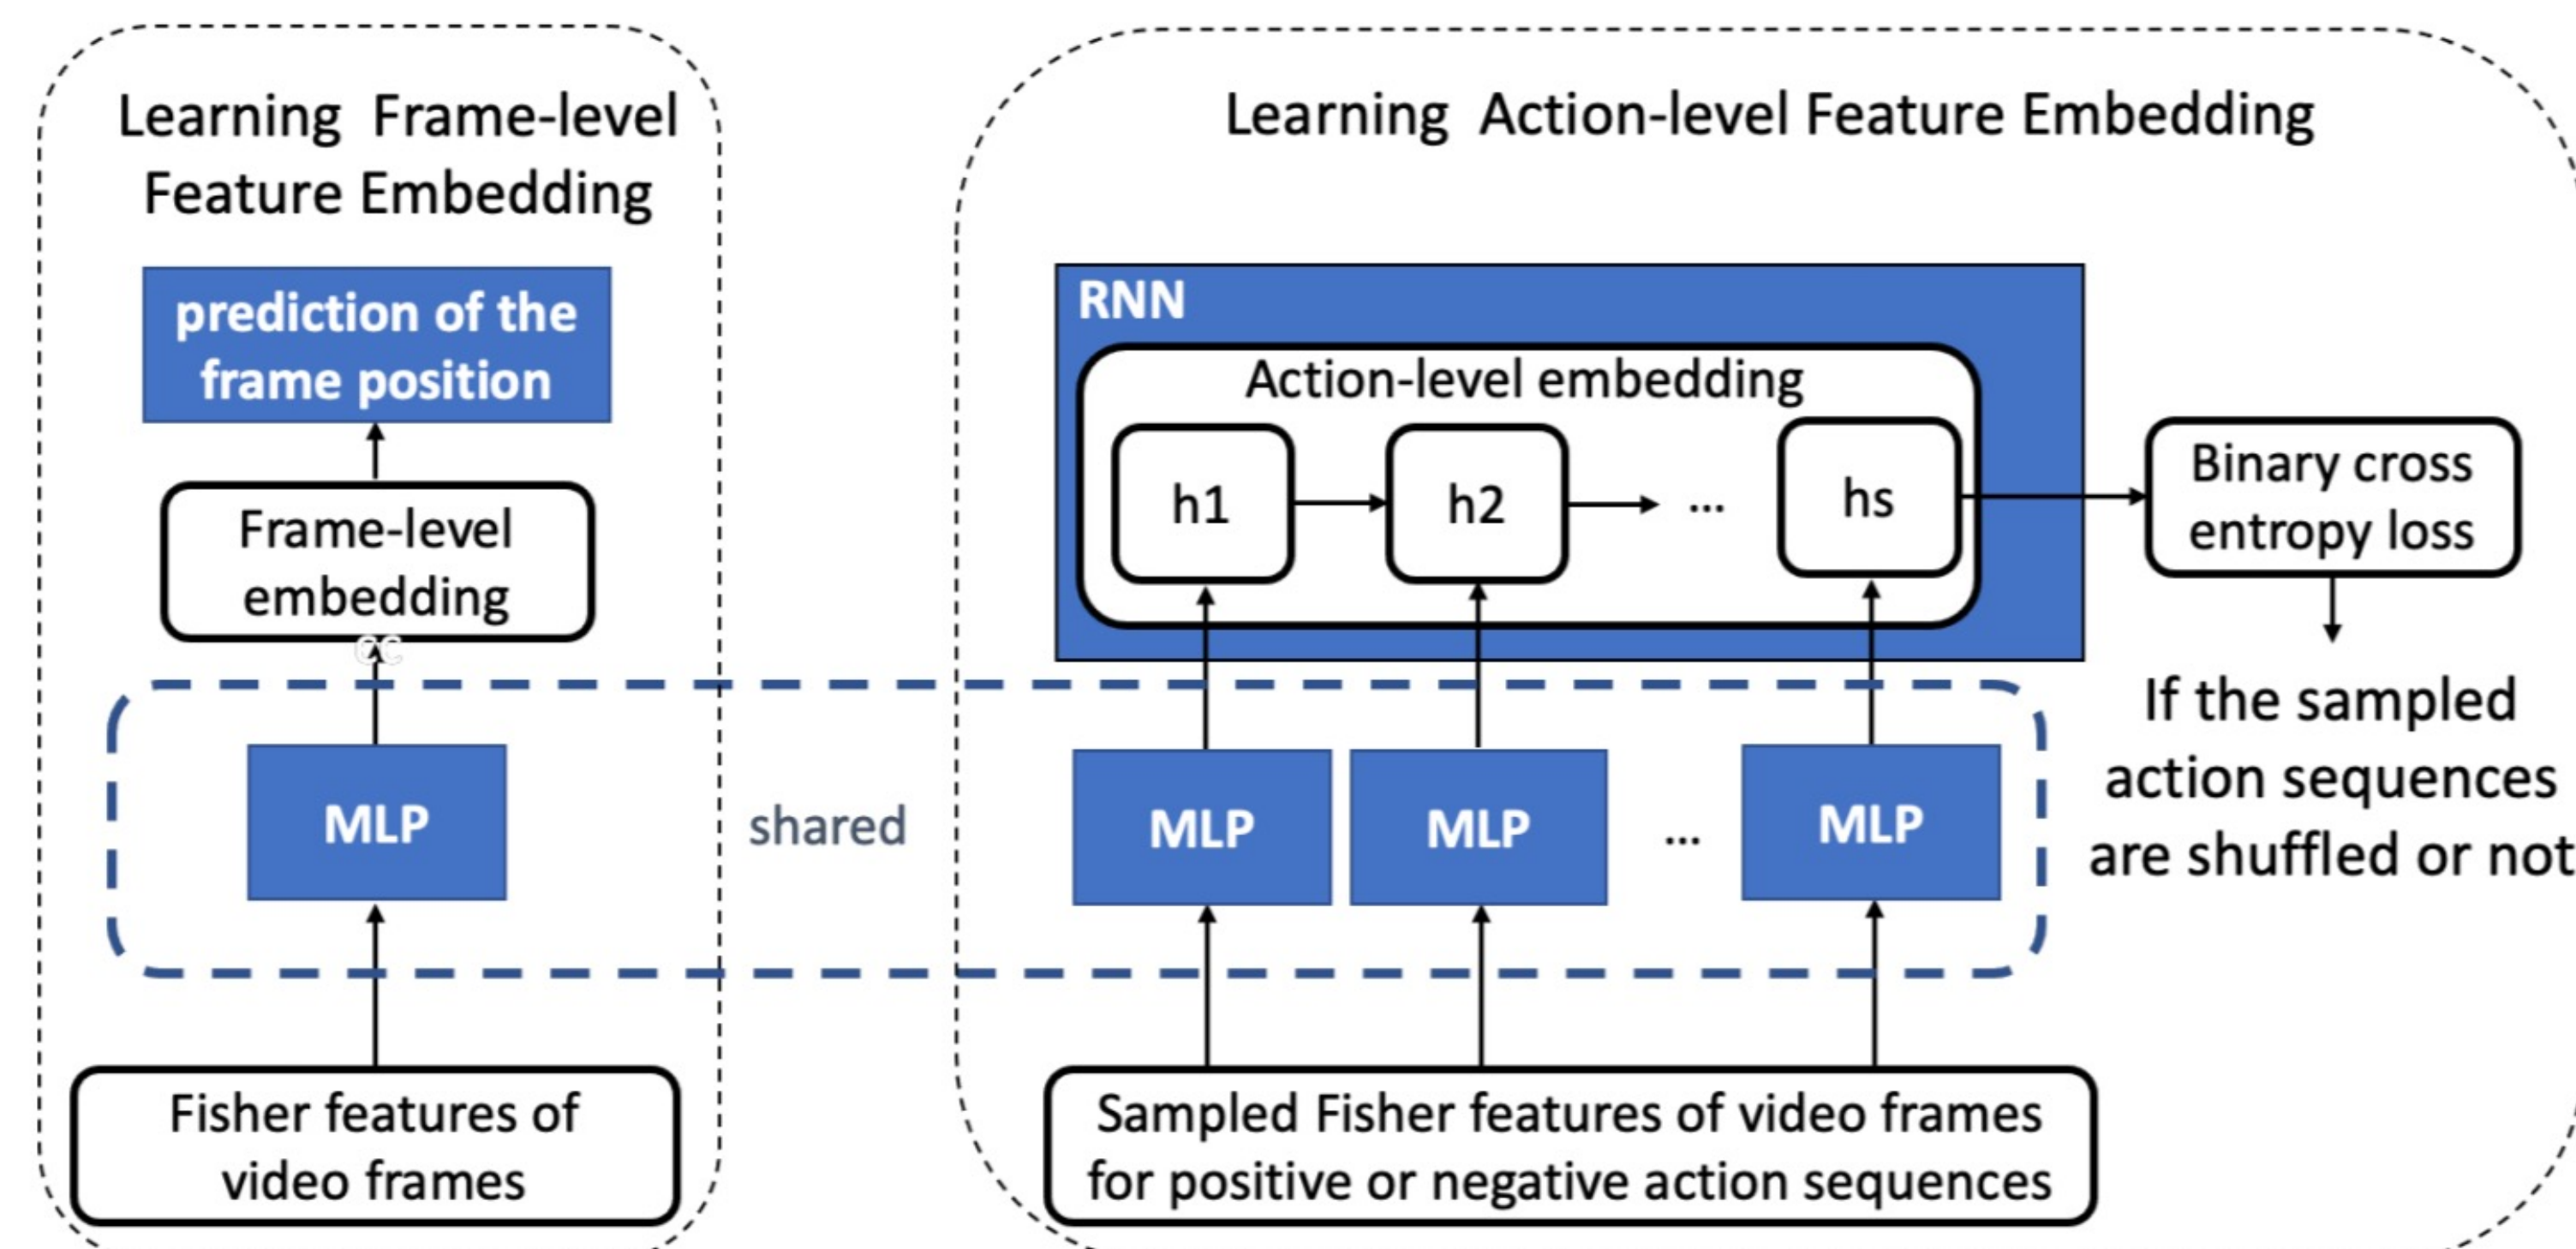 Learning Frame-level
Feature Embedding
prediction of the
frame position
Frame-level
embedding
MLP
Fisher features of
video frames
shared
Learning Action-level Feature Embedding
RNN
Action-level embedding
h1
h2
...
hs
Binary cross
entropy loss
If the sampled
action sequences
are shuffled or not
MLP
MLP
...
MLP
Sampled Fisher features of video frames
for positive or negative action sequences